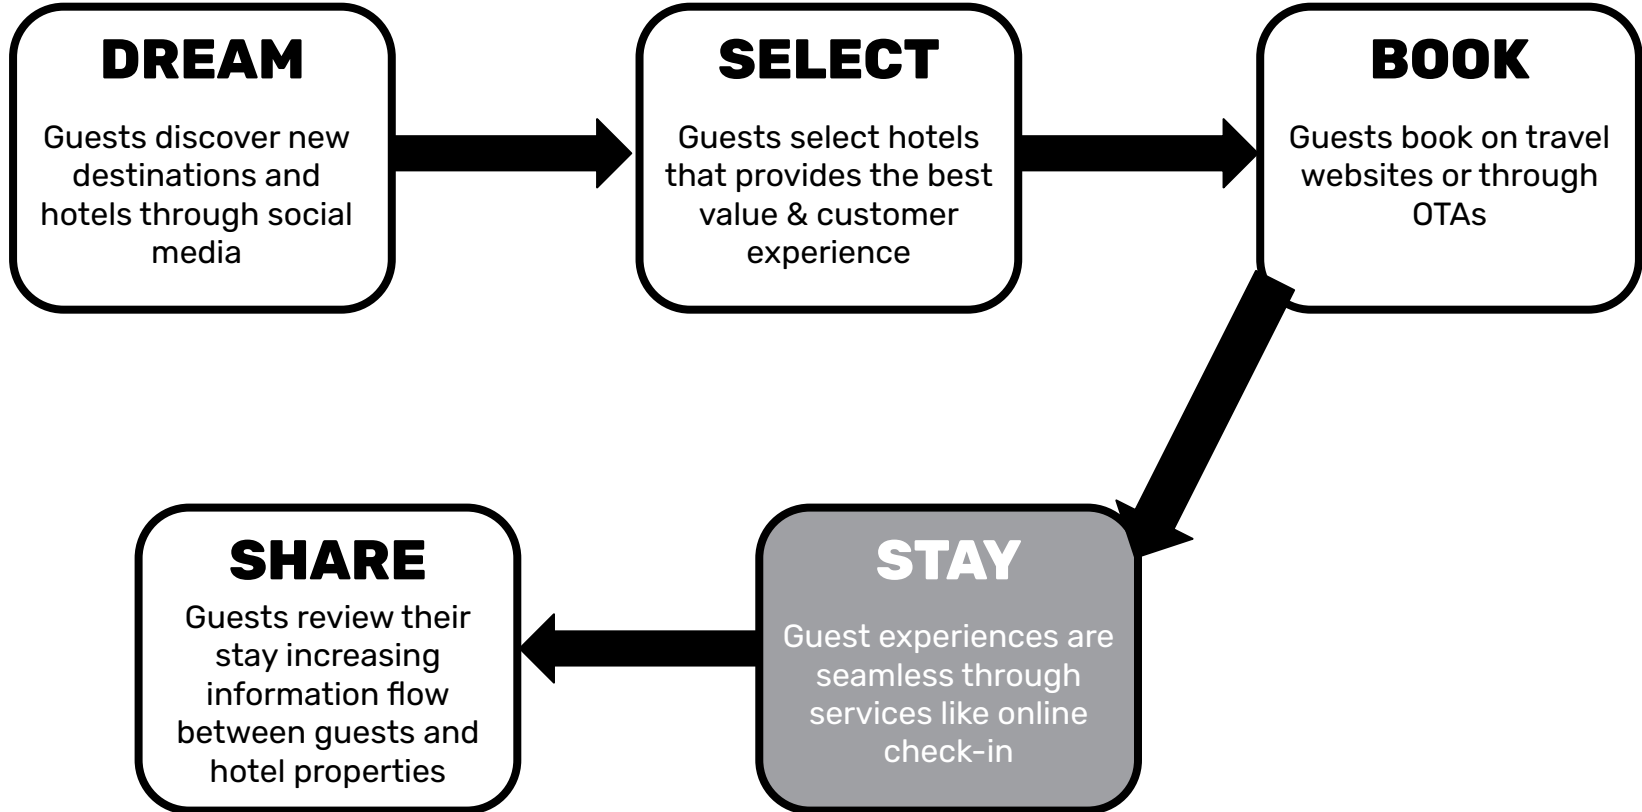 DREAM
Guests discover new
destinations and
hotels through social
media
SELECT
Guests select hotels
that provides the best
value & customer
experience
BOOK
Guests book on travel
websites or through
OTAs
STAY
Guest experiences are
seamless through
services like online
check-in
SHARE
Guests review their
stay increasing
information flow
between guests and
hotel properties